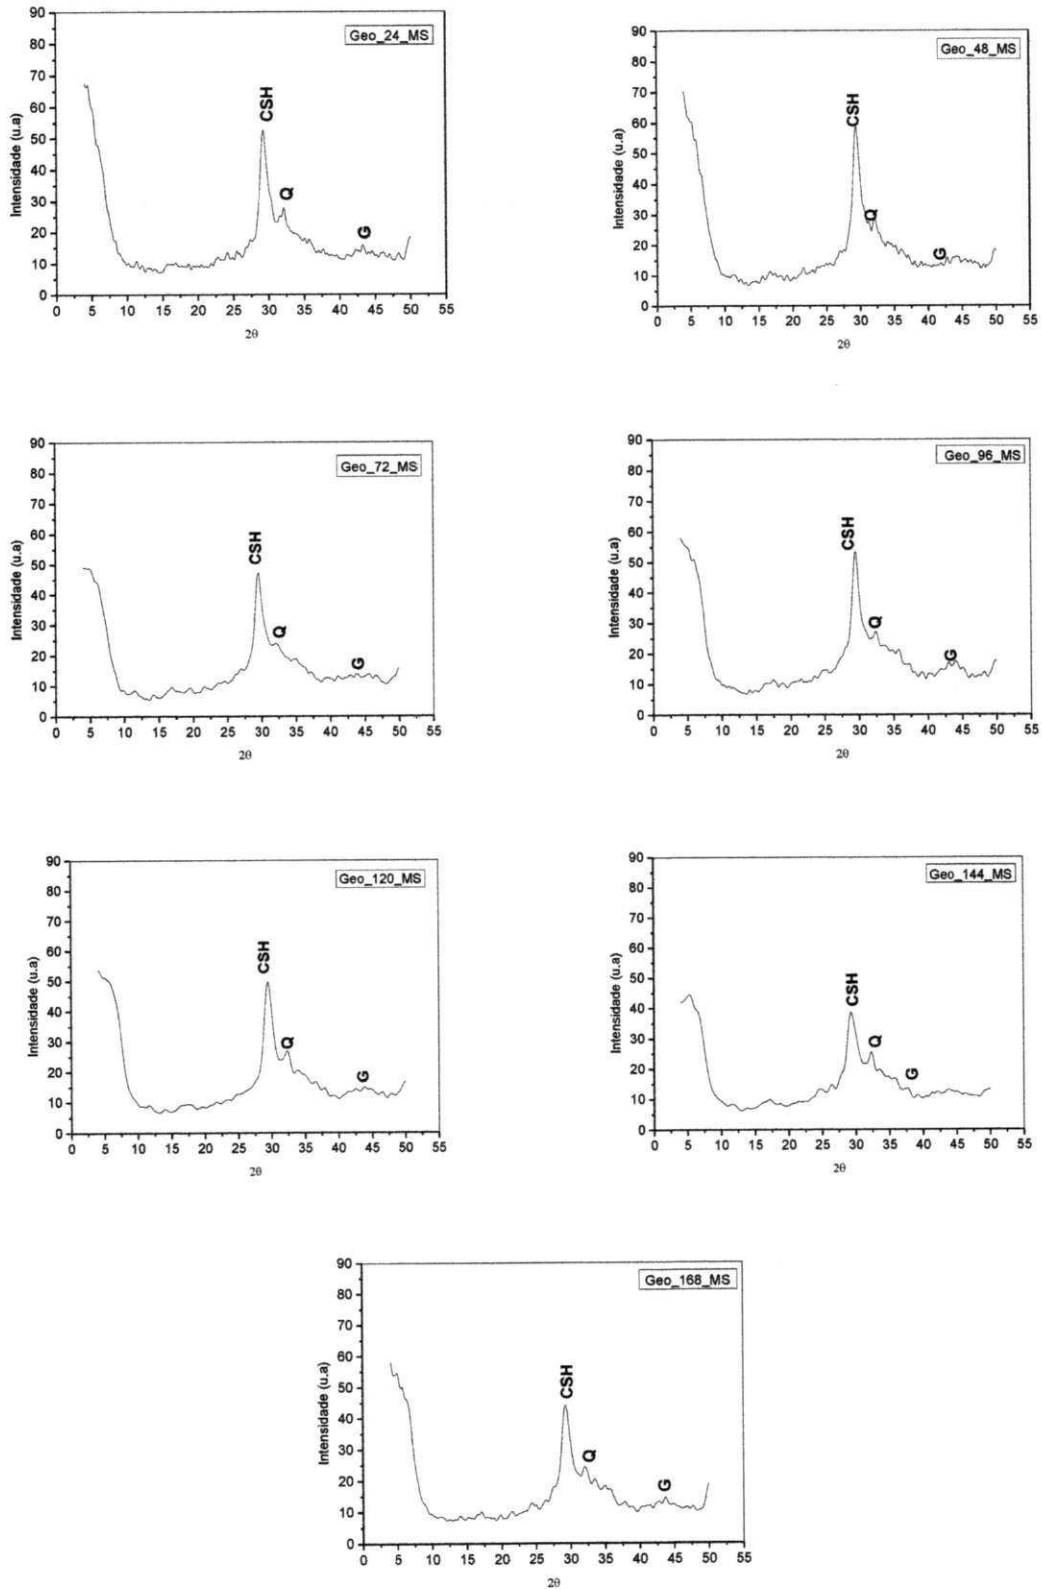 Geo_24_MS
Intensidade (u.a)
90
80
70
60
50
40
30
20
10
0
CSH
Q
G
0 5 10 15 20 25 30 35 40 45 50 55
2θ
Geo_48_MS
Intensidade (u.a)
90
80
70
60
50
40
30
20
10
0
CSH
Q
G
0 5 10 15 20 25 30 35 40 45 50 55
2θ
Geo_72_MS
Intensidade (u.a)
90
80
70
60
50
40
30
20
10
0
CSH
Q
G
0 5 10 15 20 25 30 35 40 45 50 55
2θ
Geo_96_MS
Intensidade (u.a)
90
80
70
60
50
40
30
20
10
0
CSH
Q
G
0 5 10 15 20 25 30 35 40 45 50 55
2θ
Geo_120_MS
Intensidade (u.a)
90
80
70
60
50
40
30
20
10
0
CSH
Q
G
0 5 10 15 20 25 30 35 40 45 50 55
2θ
Geo_144_MS
Intensidade (u.a)
90
80
70
60
50
40
30
20
10
0
CSH
Q
G
0 5 10 15 20 25 30 35 40 45 50 55
2θ
Geo_168_MS
Intensidade (u.a)
90
80
70
60
50
40
30
20
10
0
CSH
Q
G
0 5 10 15 20 25 30 35 40 45 50 55
2θ